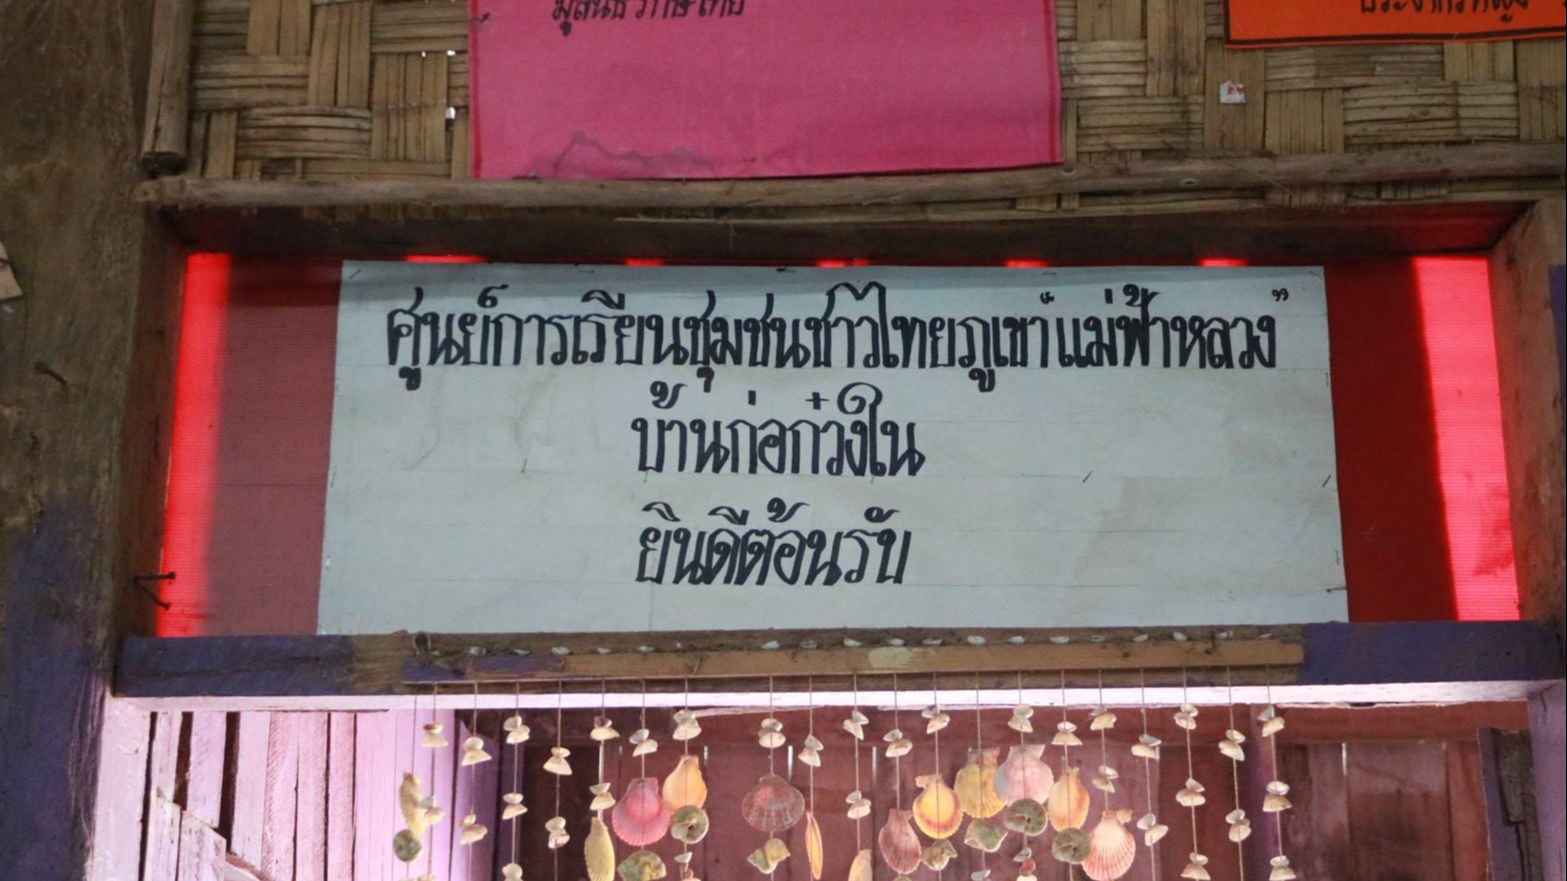 ศูนย์การเรียนชุมชนชาวไทยภูเขา "แม่ฟ้าหลวง"
บ้านก่อก๋วงใน
ยินดีต้อนรับ